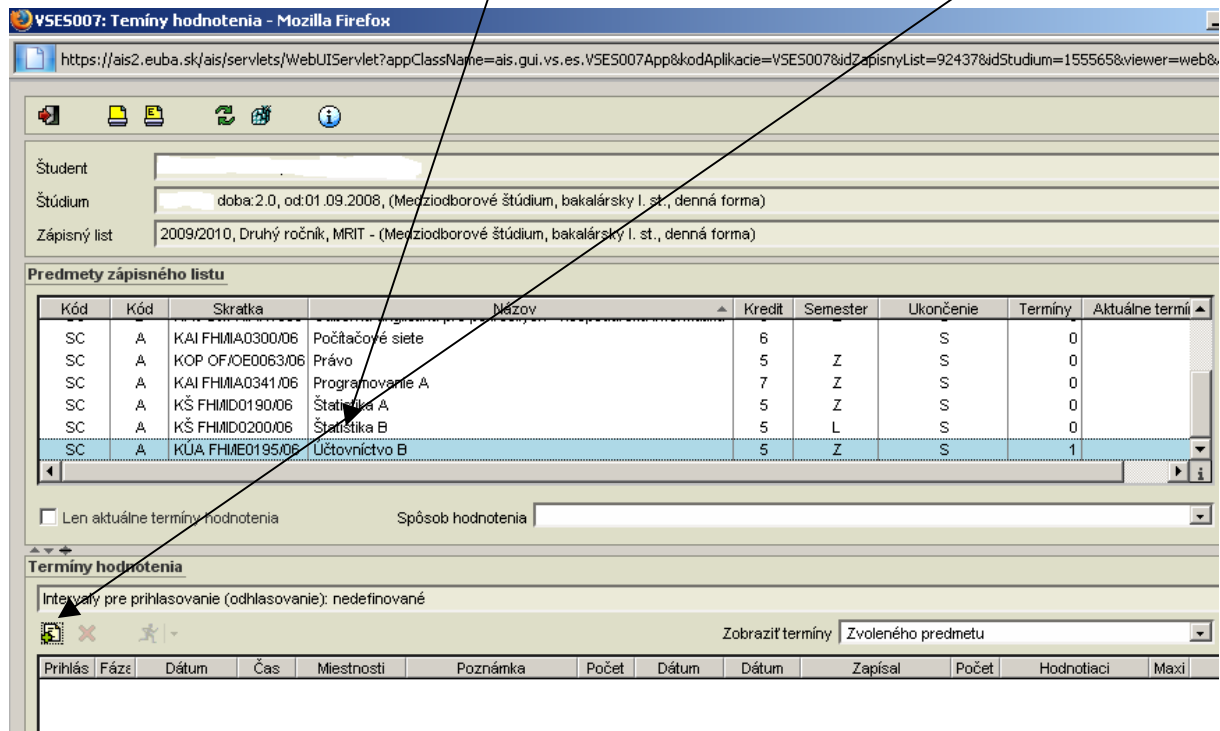 VSES007: Temíny hodnotenia - Mozilla Firefox
https://ais2.euba.sk/ais/servlets/WebUIServlet?appClassName=ais.gui.vs.es.VSES007App&kodAplikacie=VSES007&idZapisnyList=92437&idStudium=155565&viewer=web&
Študent
Štúdium doba:2.0, od:01.09.2008, (Medziodborové štúdium, bakalársky I. st., denná forma)
Zápisný list 2009/2010, Druhý ročník, MRIT - (Medziodborové štúdium, bakalársky I. st., denná forma)
Predmety zápisného listu
Kód Kód Skratka Názov Kredit Semester Ukončenie Termíny Aktuálne termí
SC A KAI FHI/IA0300/06 Počítačové siete 6 S 0
SC A KOP OF/OE0063/06 Právo 5 Z S 0
SC A KAI FHI/IA0341/06 Programovanie A 7 Z S 0
SC A KŠ FHI/ID0190/06 Štatistika A 5 Z S 0
SC A KŠ FHI/ID0200/06 Štatistika B 5 L S 0
SC A KÚA FHI/IE0195/06 Účtovníctvo B 5 Z S 1
Len aktuálne termíny hodnotenia Spôsob hodnotenia
Termíny hodnotenia
Intervaly pre prihlasovanie (odhlasovanie): nedefinované
Zobraziť termíny Zvoleného predmetu
Prihlás Fáze Dátum Čas Miestnosti Poznámka Počet Dátum Dátum Zapísal Počet Hodnotiaci Maxi